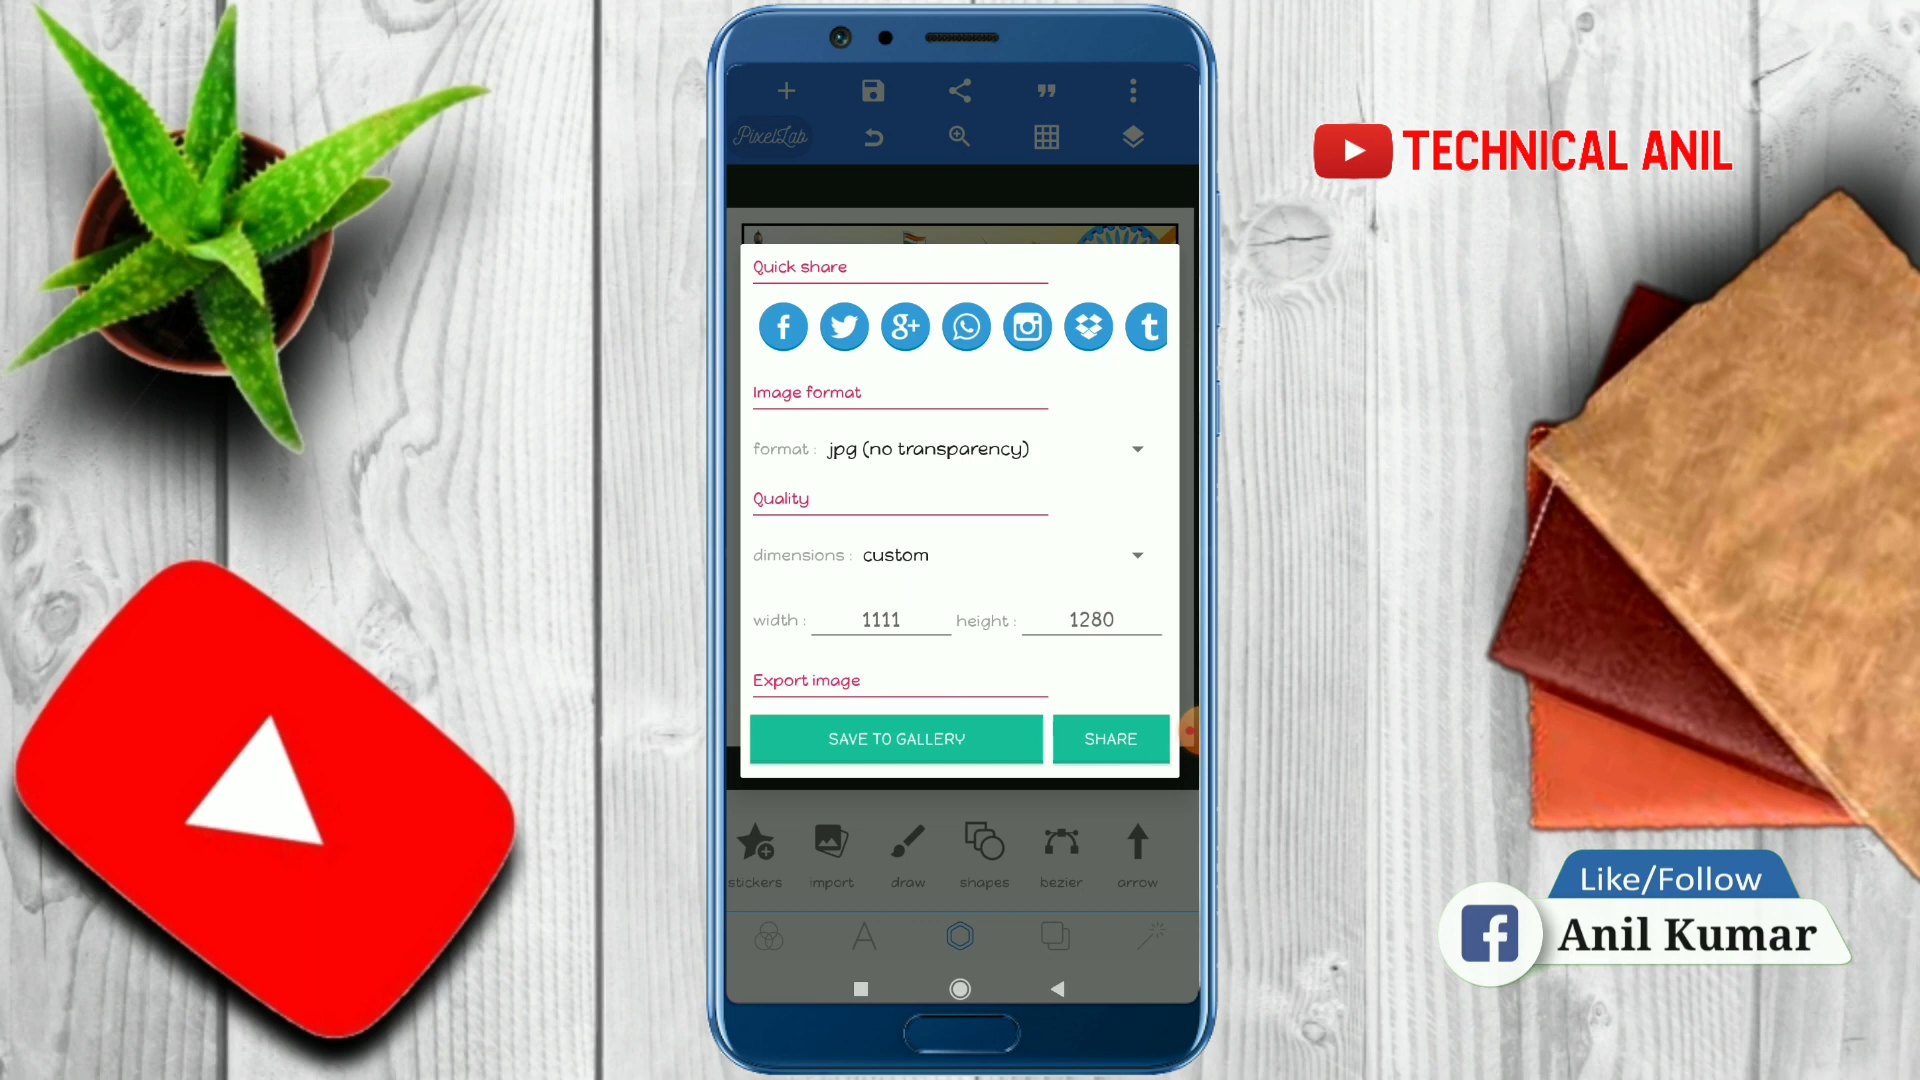 PixelLab
TECHNICAL ANIL
Quick share
Image format
format : jpg (no transparency)
Quality
dimensions : custom
width : 1111 height : 1280
Export image
SAVE TO GALLERY SHARE
stickers import draw shapes bezier arrow
Like/Follow
Anil Kumar